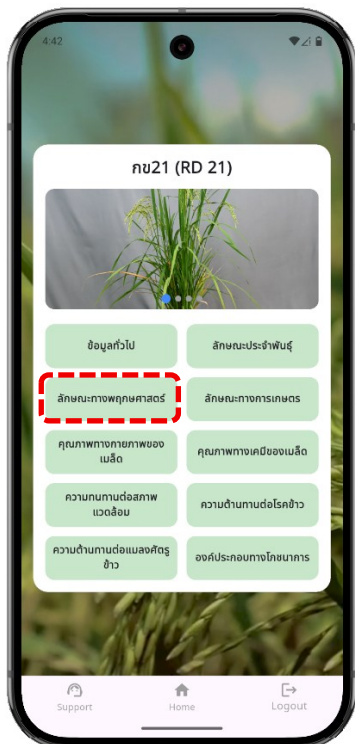 4:42
กข21 (RD 21)
ข้อมูลทั่วไป
ลักษณะประจำพันธุ์
ลักษณะทางพฤกษศาสตร์
ลักษณะทางการเกษตร
คุณภาพทางกายภาพของ
เมล็ด
คุณภาพทางเคมีของเมล็ด
ความทนทานต่อสภาพ
แวดล้อม
ความต้านทานต่อโรคข้าว
ความต้านทานต่อแมลงศัตรู
ข้าว
องค์ประกอบทางโภชนาการ
Support
Home
Logout